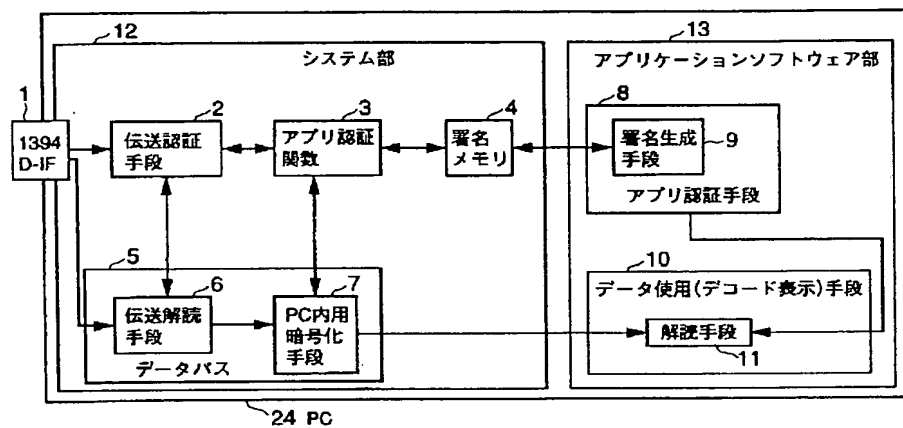 12
システム部
13
アプリケーションソフトウェア部
1
1394
D-IF
2
伝送認証
手段
3
アプリ認証
関数
4
署名
メモリ
8
署名生成
手段
9
アプリ認証手段
5
6
伝送解読
手段
7
PC内用
暗号化
手段
データパス
10
データ使用(デコード表示)手段
解読手段
11
24 PC